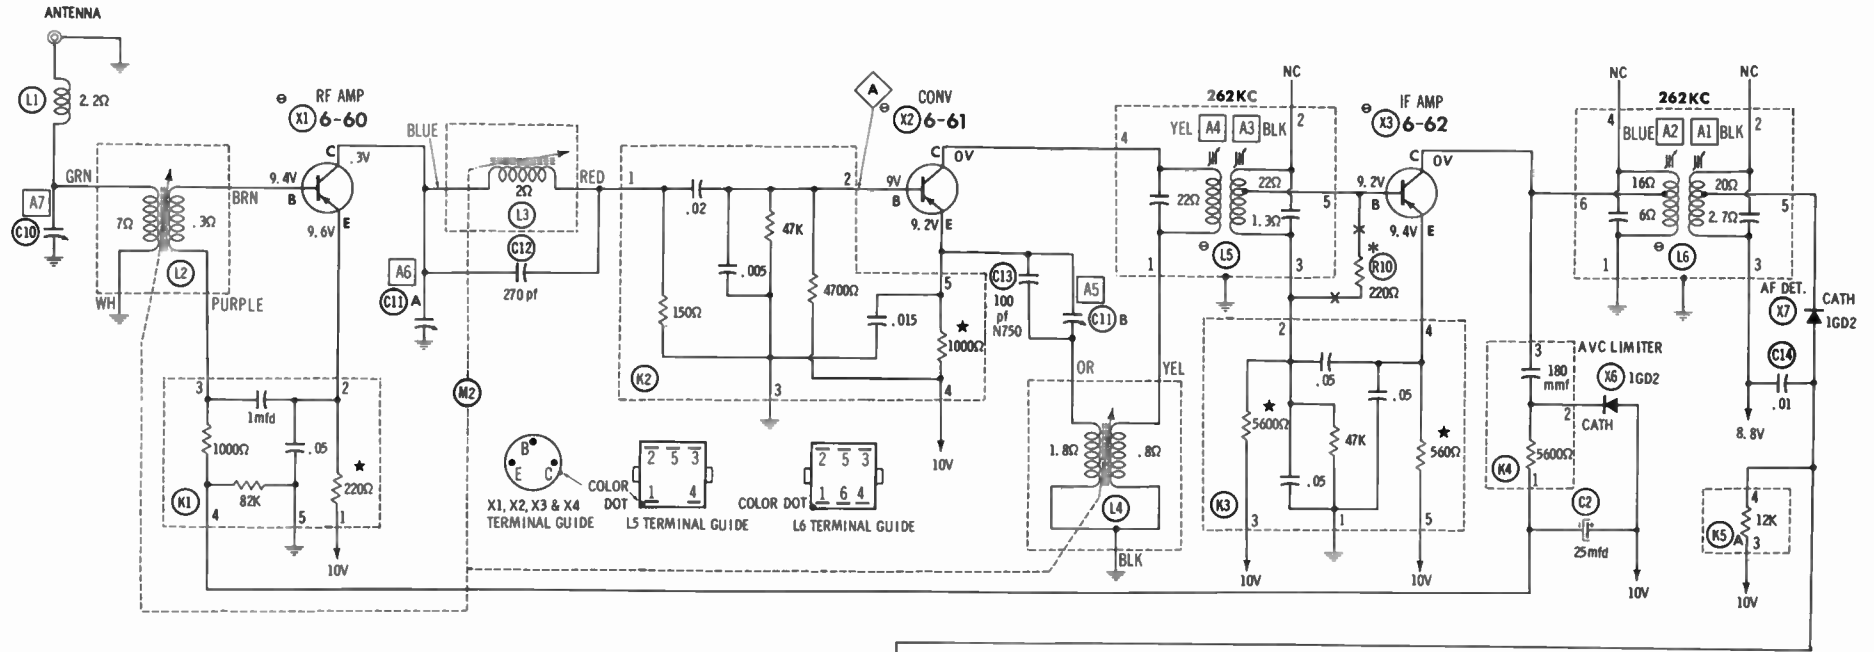 ANTENNA
L1
2.2Ω
A7
C10
GRN
7Ω
.3Ω
L2
WH
PURPLE
BRN
RF AMP
X1 6-60
9.4V
B
C
.3V
E
9.6V
3
2
1mfd
1000Ω
.05
★
220Ω
82K
K1
4
5
1
10V
BLUE
2Ω
L3
C12
270 pf
RED
A6
C11 A
M2
1
.02
47K
.005
150Ω
4700Ω
.015
2
K2
3
A
CONV
X2 6-61
9V
B
C
0V
E
9.2V
5
★
1000Ω
4
10V
C13
100
pf
N750
A5
C11 B
OR
YEL
1.8Ω
.8Ω
L4
BLK
B
E
C
X1, X2, X3 & X4
TERMINAL GUIDE
COLOR
DOT
2 5 3
1 4
L5 TERMINAL GUIDE
COLOR DOT
2 5 3
1 6 4
L6 TERMINAL GUIDE
NC
262KC
4
YEL A4 A3 BLK
2
22Ω
22Ω
1.3Ω
5
1
L5
3
*
R10
220Ω
IF AMP
X3 6-62
9.2V
B
C
0V
E
9.4V
2
4
.05
.05
★
5600Ω
47K
★
560Ω
.05
K3
3
1
5
10V
10V
3
AVC LIMITER
180
mmf
X6 1GD2
2
CATH
5600Ω
K4
1
C2
25mfd
10V
NC
NC
262KC
4
2
BLUE A2 A1 BLK
16Ω
20Ω
6
6Ω
2.7Ω
5
1
L6
3
AF DET.
X7
CATH
1GD2
C14
.01
8.8V
4
12K
K5 A
3
10V